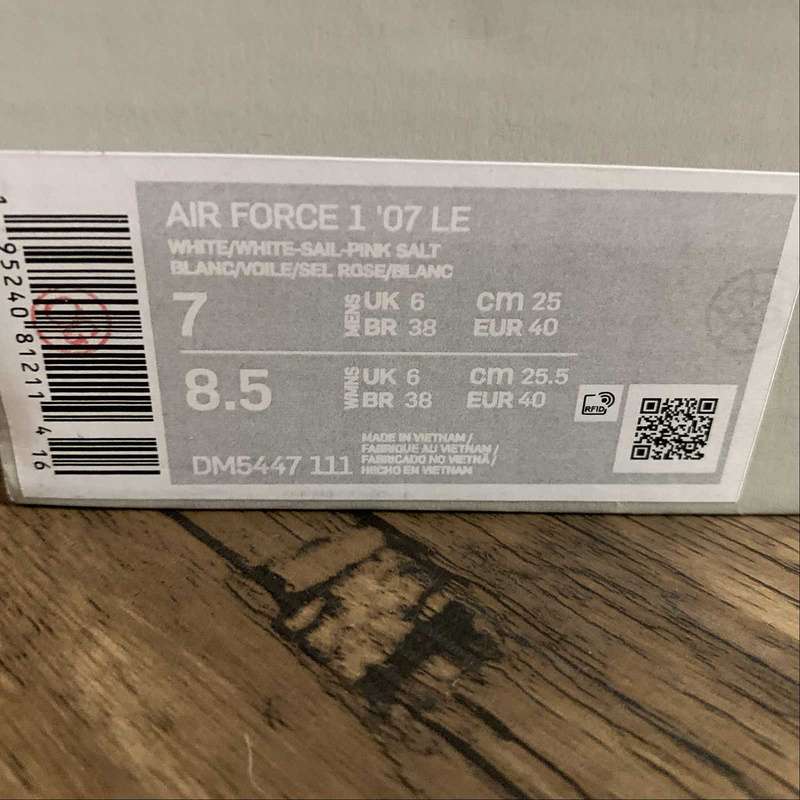 AIR FORCE 1 '07 LE
WHITE/WHITE-SAIL-PINK SALT
BLANC/VOILE/SEL ROSE/BLANC
7 MENS UK 6 cm 25
BR 38 EUR 40
8.5 WMNS UK 6 cm 25.5
BR 38 EUR 40
RFID
DM5447 111
MADE IN VIETNAM /
FABRIQUE AU VIETNAM /
FABRICADO NO VIETNÃ /
HECHO EN VIETNAM
1 95240 81211 4 16